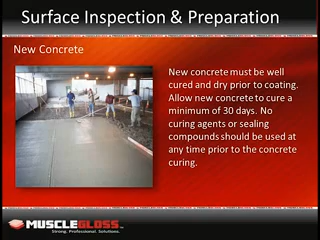 Surface Inspection & Preparation
New Concrete
New concrete must be well
cured and dry prior to coating.
Allow new concrete to cure a
minimum of 30 days. No
curing agents or sealing
compounds should be used at
any time prior to the concrete
curing.
MUSCLEGLOSS
Strong. Professional. Solutions.